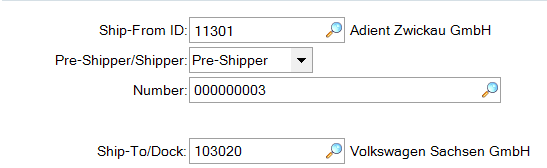 Ship-From ID: 11301 Adient Zwickau GmbH
Pre-Shipper/Shipper: Pre-Shipper
Number: 000000003
Ship-To/Dock: 103020 Volkswagen Sachsen GmbH